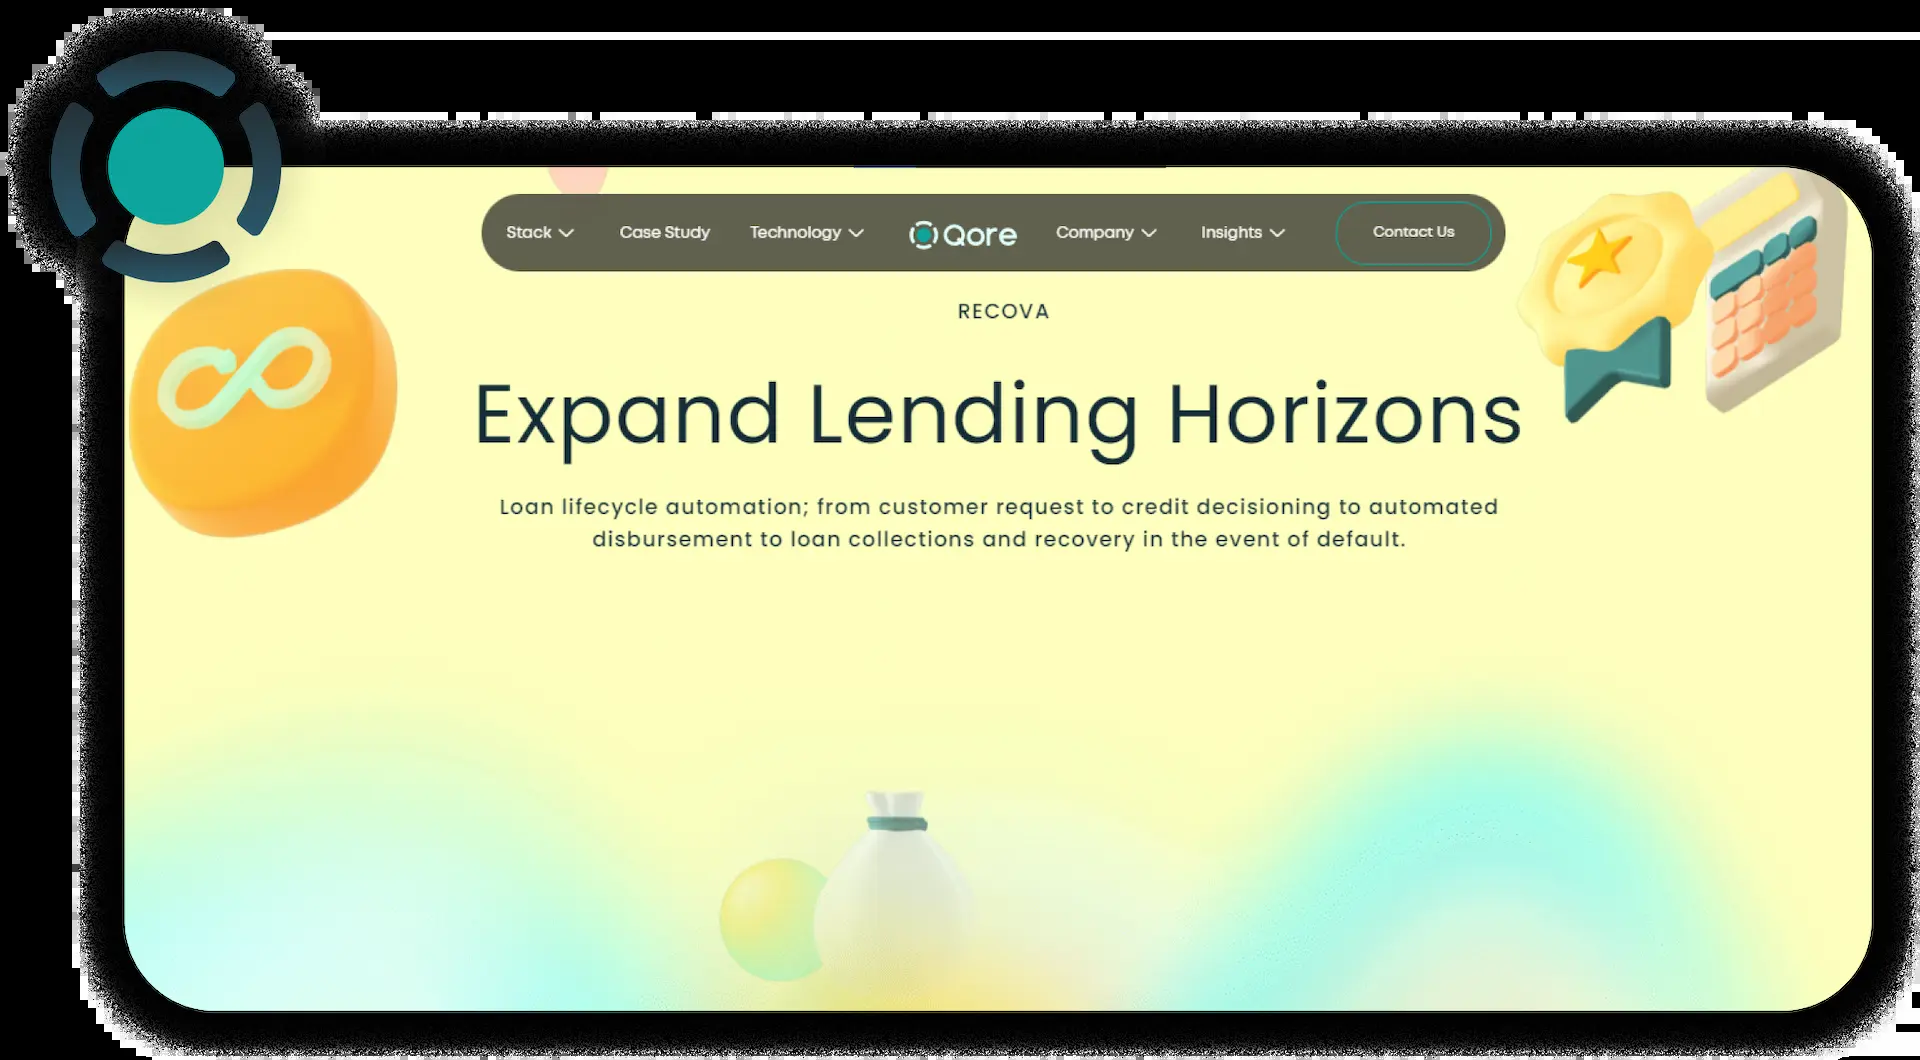 Stack Case Study Technology Qore Company Insights Contact Us
RECOVA
Expand Lending Horizons
Loan lifecycle automation; from customer request to credit decisioning to automated
disbursement to loan collections and recovery in the event of default.